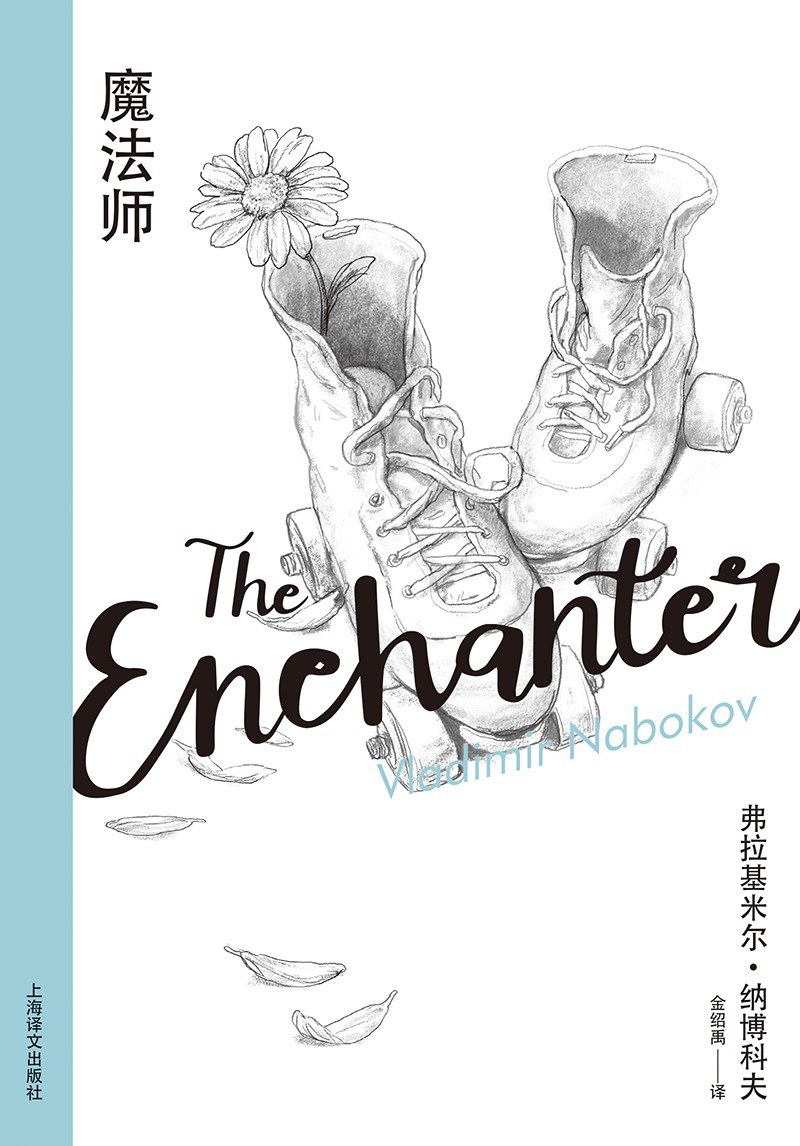 魔法师
The
Enchanter
Vladimir Nabokov
弗拉基米尔·纳博科夫
金绍禹——译
上海译文出版社